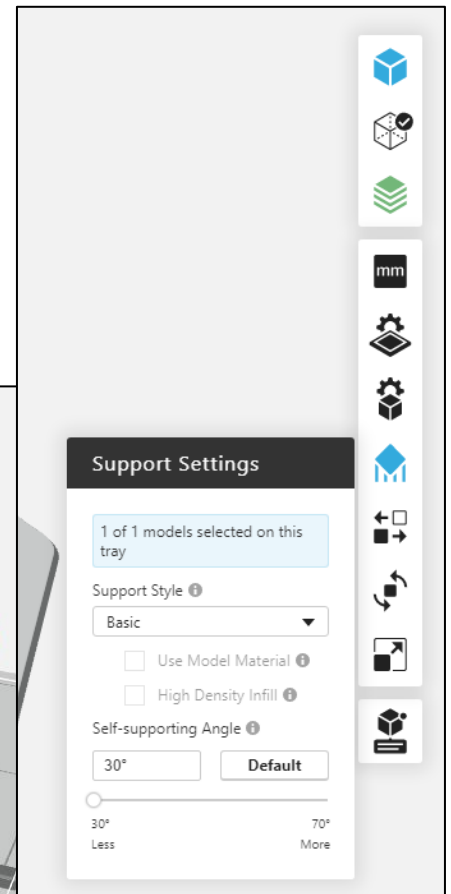 mm
Support Settings
1 of 1 models selected on this
tray
Support Style
Basic
Use Model Material
High Density Infill
Self-supporting Angle
30° Default
30° 70°
Less More